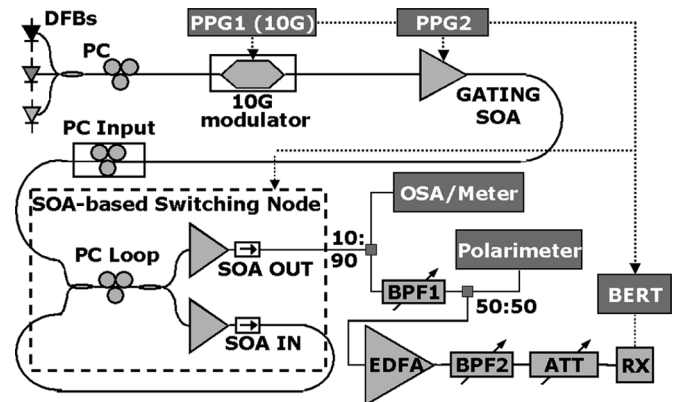 DFBs
PPG1 (10G)
PPG2
PC
10G
modulator
GATING
SOA
PC Input
SOA-based Switching Node
OSA/Meter
PC Loop
10:
90
SOA OUT
Polarimeter
BPF1
50:50
BERT
SOA IN
EDFA
BPF2
ATT
RX